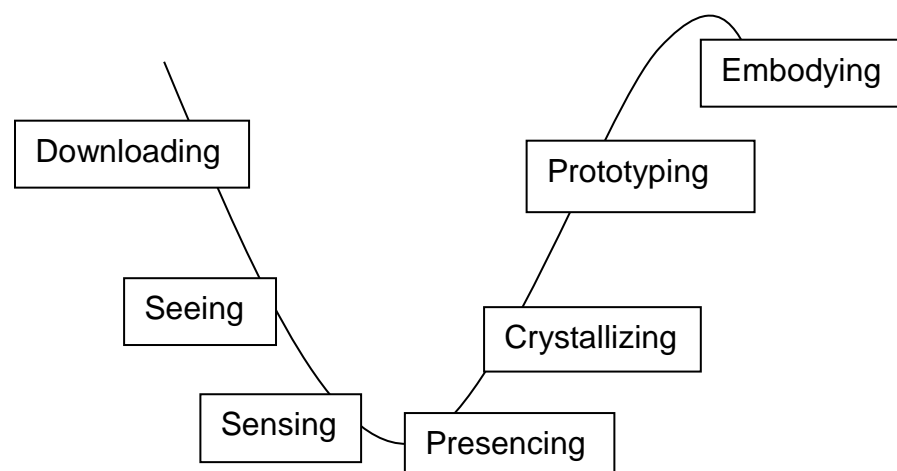 Downloading
Seeing
Sensing
Presencing
Crystallizing
Prototyping
Embodying